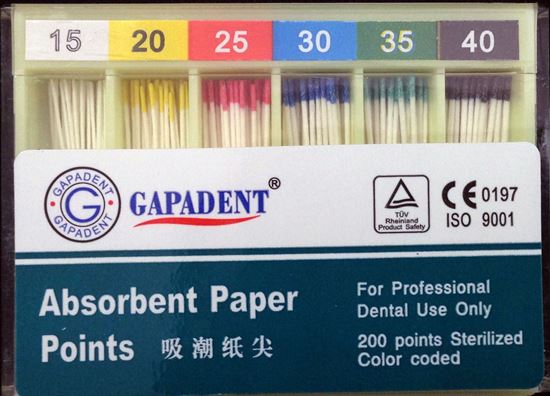 15 20 25 30 35 40
GAPADENT
G
GAPADENT
GAPADENT®
TÜV
Rheinland
Product Safety
CE 0197
ISO 9001
Absorbent Paper
Points 吸潮纸尖
For Professional
Dental Use Only
200 points Sterilized
Color coded